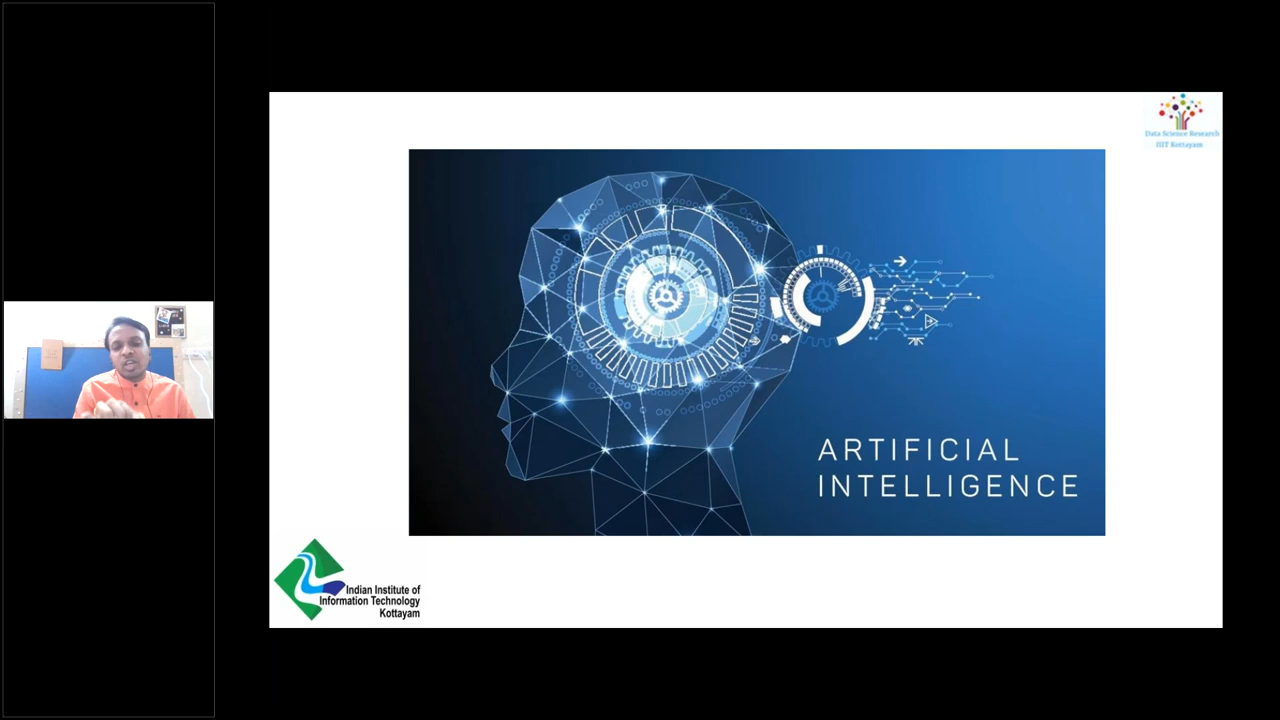 Data Science Research
IIIT Kottayam
ARTIFICIAL
INTELLIGENCE
Indian Institute of
Information Technology
Kottayam